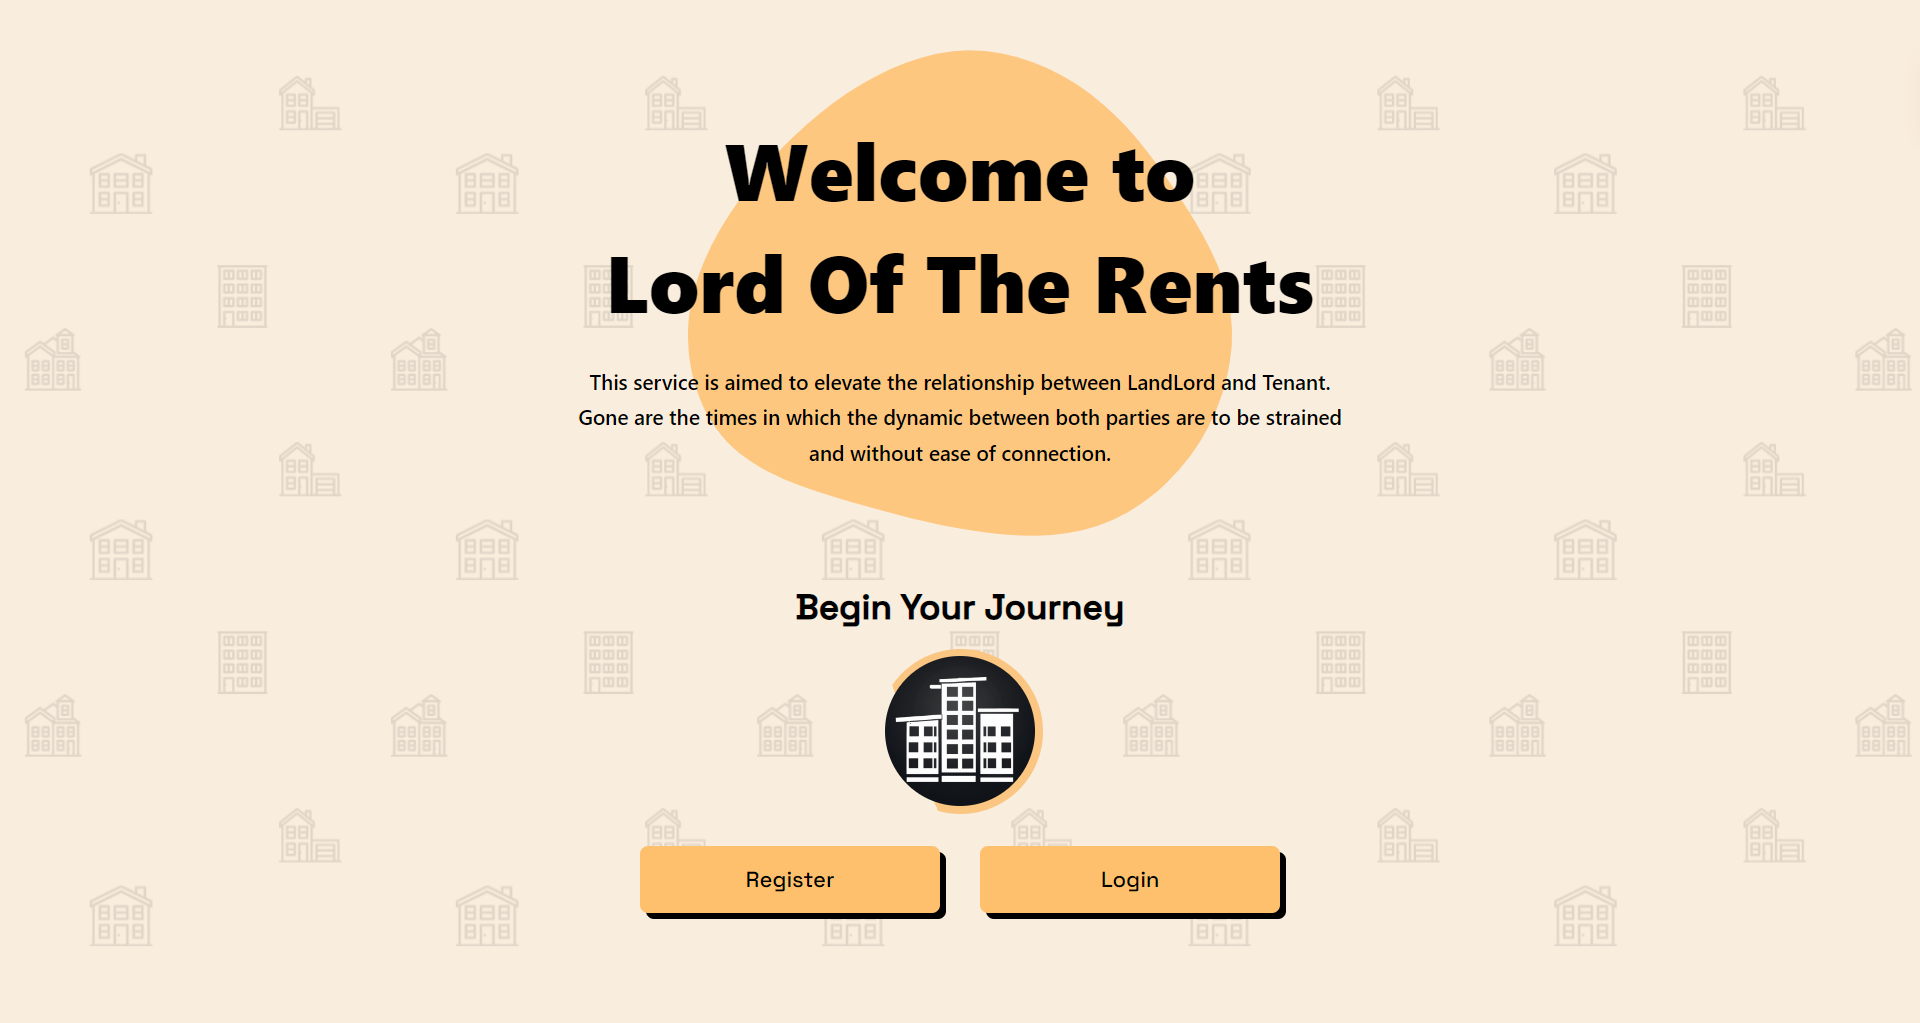 Welcome to
Lord Of The Rents
This service is aimed to elevate the relationship between LandLord and Tenant.
Gone are the times in which the dynamic between both parties are to be strained
and without ease of connection.
Begin Your Journey
Register
Login